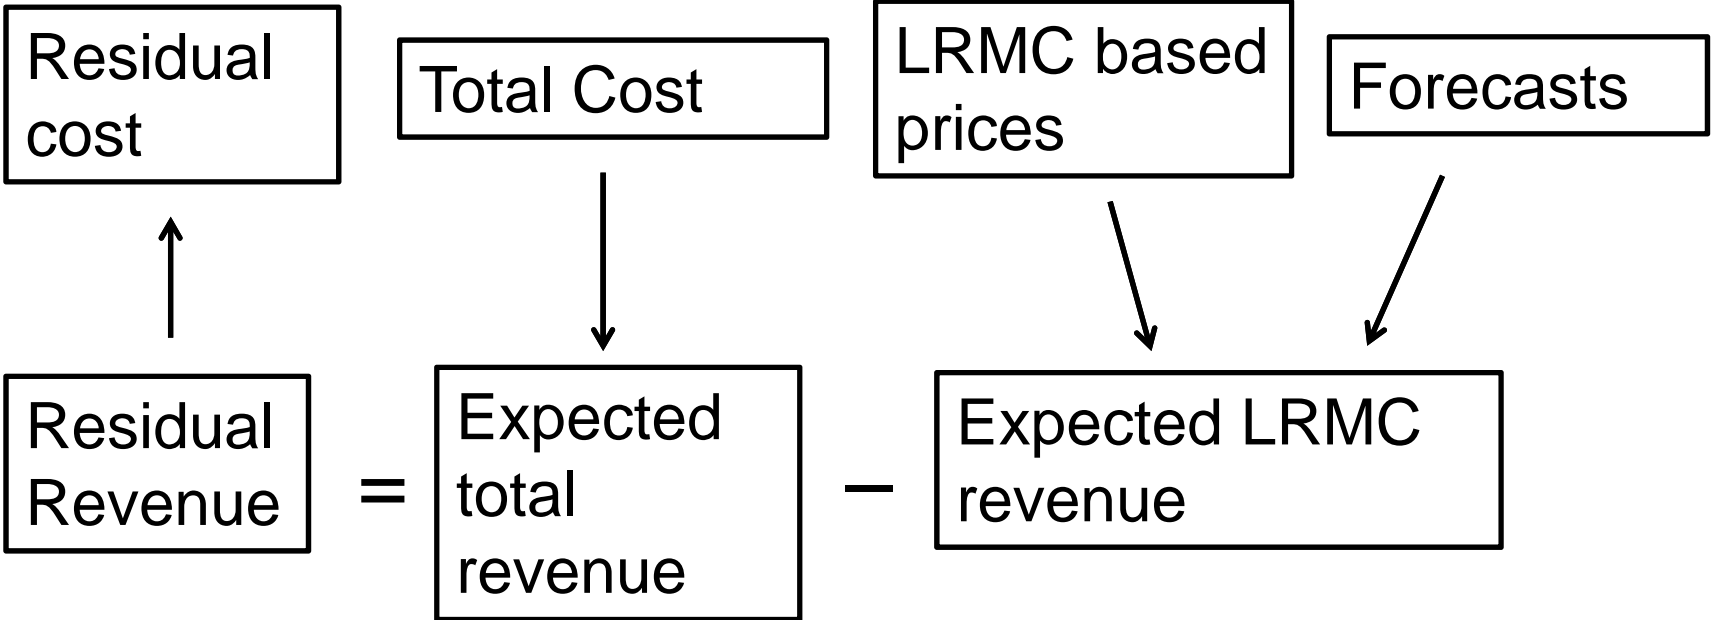 Residual
cost
Total Cost
LRMC based
prices
Forecasts
Residual
Revenue
=
Expected
total
revenue
–
Expected LRMC
revenue